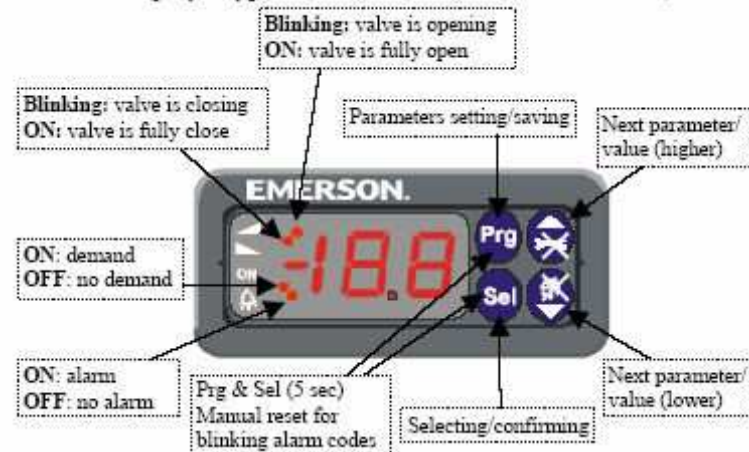 Blinking: valve is opening
ON: valve is fully open
Blinking: valve is closing
ON: valve is fully close
Parameters setting/saving
Next parameter/
value (higher)
EMERSON.
Prg
-188
ON: demand
OFF: no demand
ON
Sel
ON: alarm
OFF: no alarm
Prg & Sel (5 sec)
Manual reset for
blinking alarm codes
Selecting/confirming
Next parameter/
value (lower)